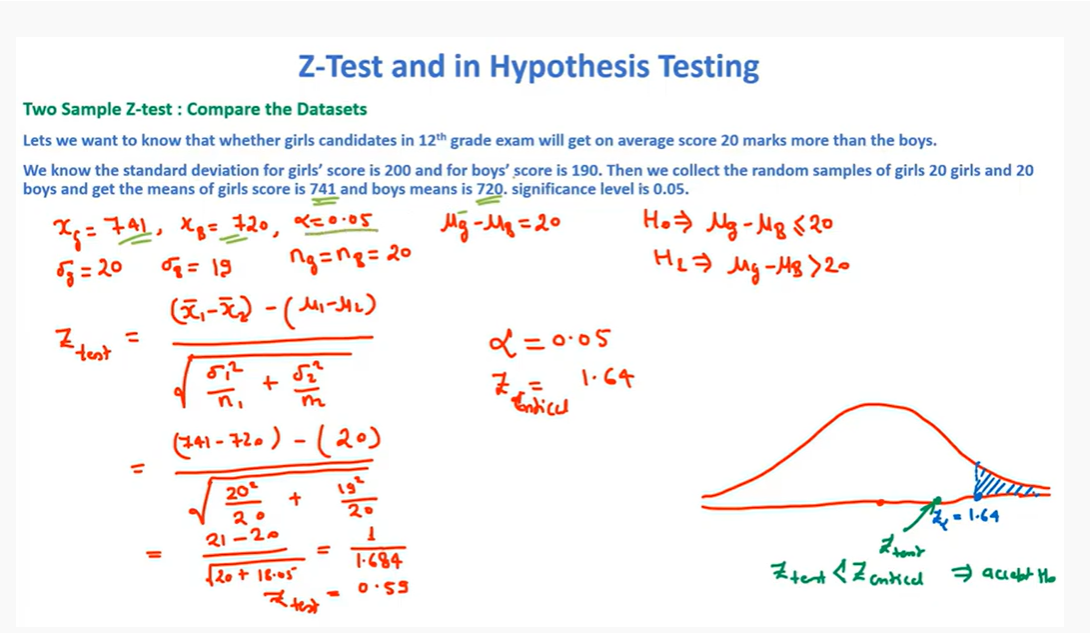 Z-Test and in Hypothesis Testing
Two Sample Z-test : Compare the Datasets
Lets we want to know that whether girls candidates in 12th grade exam will get on average score 20 marks more than the boys.
We know the standard deviation for girls' score is 200 and for boys' score is 190. Then we collect the random samples of girls 20 girls and 20
boys and get the means of girls score is 741 and boys means is 720. significance level is 0.05.
xg = 741, xB = 720, α = 0.05 μg - μB = 20 H0 ⇒ μg - μB ≤ 20
σg = 20 σB = 19 ng = nB = 20 H1 ⇒ μg - μB > 20
Ztest = (x̄1 - x̄2) - (μ1 - μ2) / √(σ1²/n1 + σ2²/n2)
α = 0.05
Zcritical = 1.64
= (741 - 720) - (20) / √(20²/20 + 19²/20)
= 21 - 20 / √20 + 18.05 = 1 / 1.684
Ztest = 0.59
Zc = 1.64
Ztest
Ztest < Zcritical ⇒ accept H0